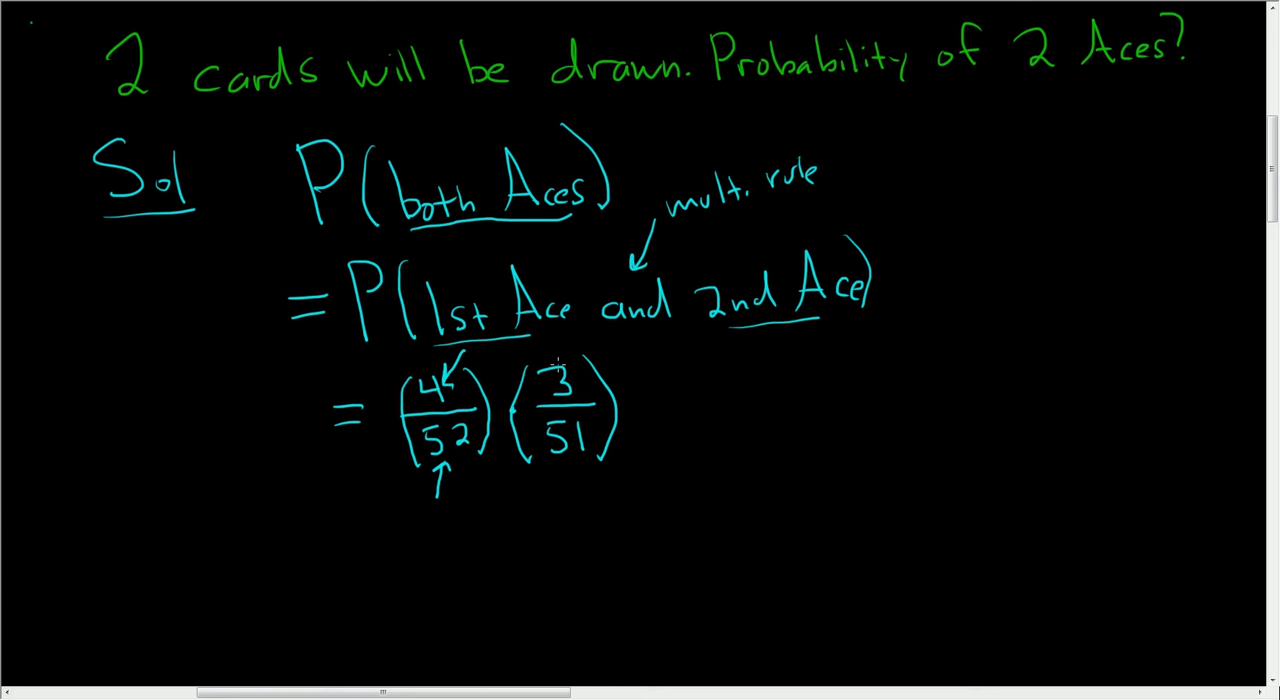 2 cards will be drawn. Probability of 2 Aces?
Sol P(both Aces)
mult. rule
= P(1st Ace and 2nd Ace)
= (4/52) (3/51)